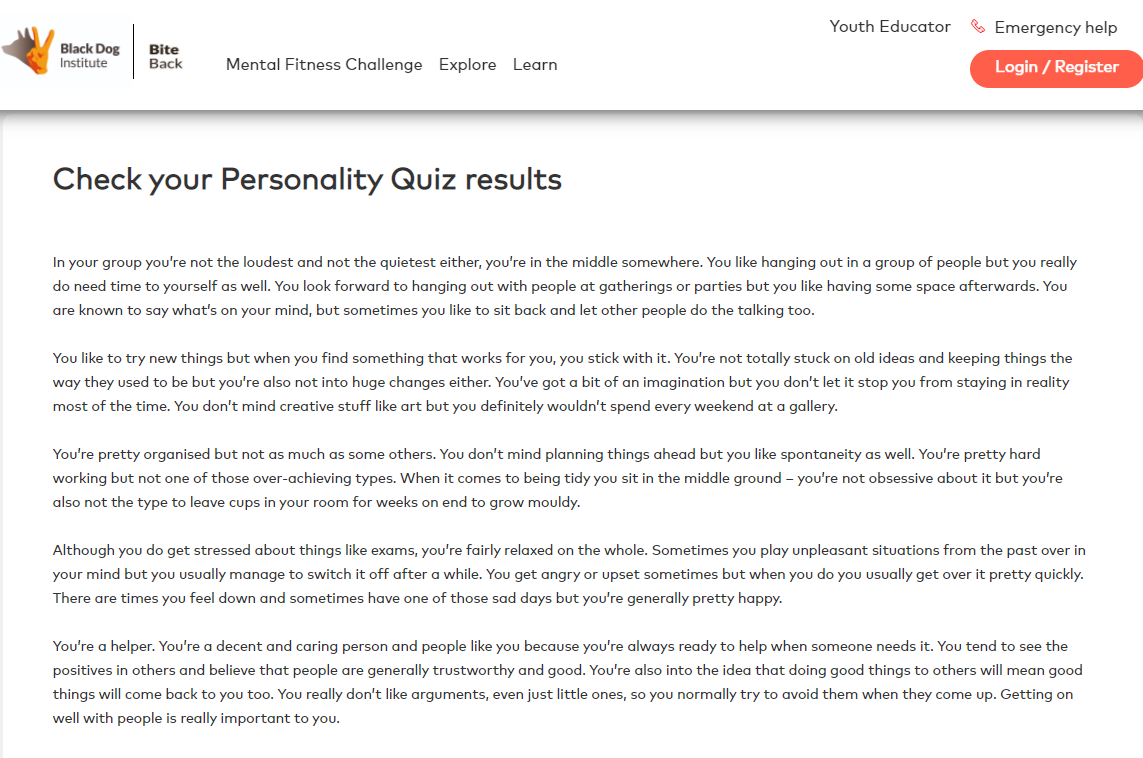 Youth Educator Emergency help
Black Dog
Institute
Bite
Back
Mental Fitness Challenge Explore Learn
Login / Register
Check your Personality Quiz results
In your group you're not the loudest and not the quietest either, you're in the middle somewhere. You like hanging out in a group of people but you really
do need time to yourself as well. You look forward to hanging out with people at gatherings or parties but you like having some space afterwards. You
are known to say what's on your mind, but sometimes you like to sit back and let other people do the talking too.
You like to try new things but when you find something that works for you, you stick with it. You're not totally stuck on old ideas and keeping things the
way they used to be but you're also not into huge changes either. You've got a bit of an imagination but you don't let it stop you from staying in reality
most of the time. You don't mind creative stuff like art but you definitely wouldn't spend every weekend at a gallery.
You're pretty organised but not as much as some others. You don't mind planning things ahead but you like spontaneity as well. You're pretty hard
working but not one of those over-achieving types. When it comes to being tidy you sit in the middle ground – you're not obsessive about it but you're
also not the type to leave cups in your room for weeks on end to grow mouldy.
Although you do get stressed about things like exams, you're fairly relaxed on the whole. Sometimes you play unpleasant situations from the past over in
your mind but you usually manage to switch it off after a while. You get angry or upset sometimes but when you do you usually get over it pretty quickly.
There are times you feel down and sometimes have one of those sad days but you're generally pretty happy.
You're a helper. You're a decent and caring person and people like you because you're always ready to help when someone needs it. You tend to see the
positives in others and believe that people are generally trustworthy and good. You're also into the idea that doing good things to others will mean good
things will come back to you too. You really don't like arguments, even just little ones, so you normally try to avoid them when they come up. Getting on
well with people is really important to you.